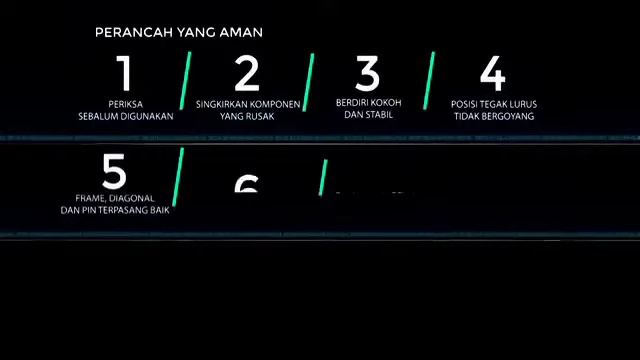 PERANCAH YANG AMAN
1
PERIKSA
SEBALUM DIGUNAKAN
2
SINGKIRKAN KOMPONEN
YANG RUSAK
3
BERDIRI KOKOH
DAN STABIL
4
POSISI TEGAK LURUS
TIDAK BERGOYANG
5
FRAME, DIAGONAL
DAN PIN TERPASANG BAIK
6